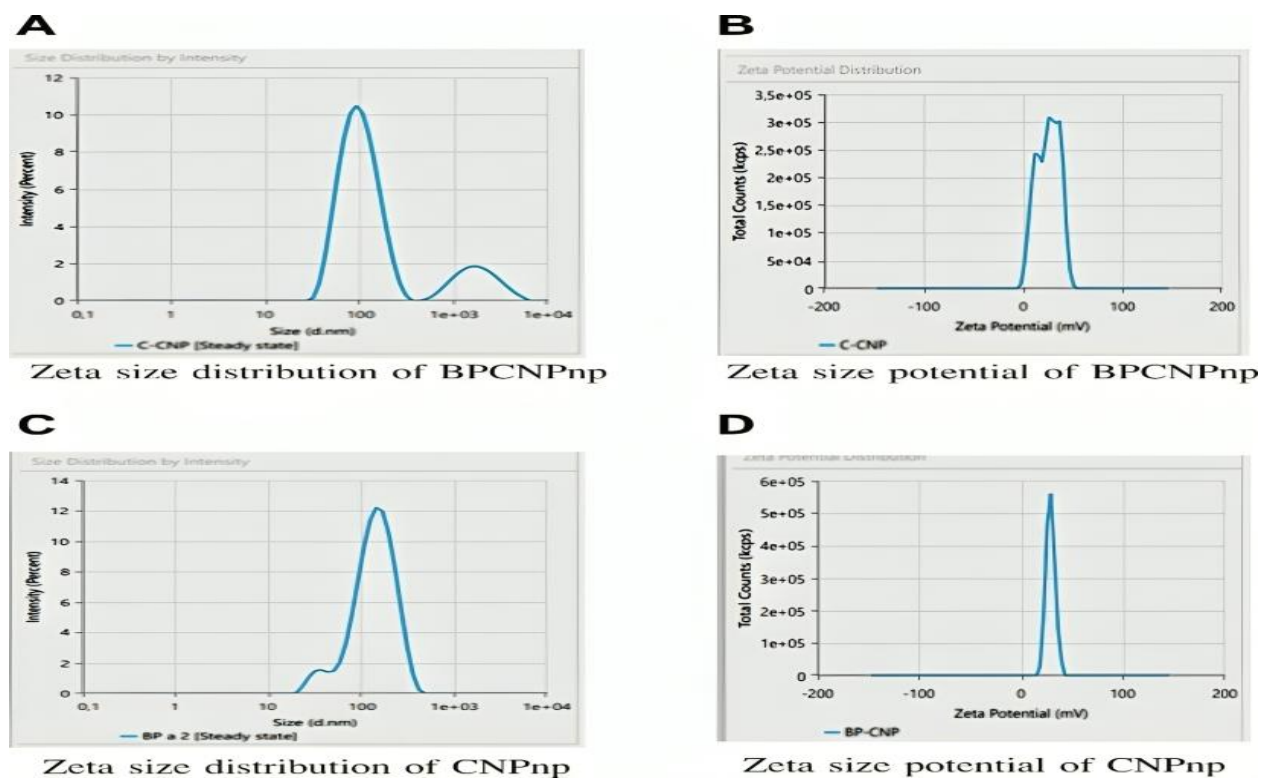 A
Size Distribution by Intensity
12
10
8
6
4
2
0
Intensity (Percent)
0,1 1 10 100 1e+03 1e+04
Size (d.nm)
C-CNP [Steady state]
Zeta size distribution of BPCNPnp
B
Zeta Potential Distribution
3,5e+05
3e+05
2,5e+05
2e+05
1,5e+05
1e+05
5e+04
0
Total Counts (kcps)
-200 -100 0 100 200
Zeta Potential (mV)
C-CNP
Zeta size potential of BPCNPnp
C
Size Distribution by Intensity
14
12
10
8
6
4
2
0
Intensity (Percent)
0,1 1 10 100 1e+03 1e+04
Size (d.nm)
BP a 2 [Steady state]
Zeta size distribution of CNPnp
D
Zeta Potential Distribution
6e+05
5e+05
4e+05
3e+05
2e+05
1e+05
0
Total Counts (kcps)
-200 -100 0 100 200
Zeta Potential (mV)
BP-CNP
Zeta size potential of CNPnp